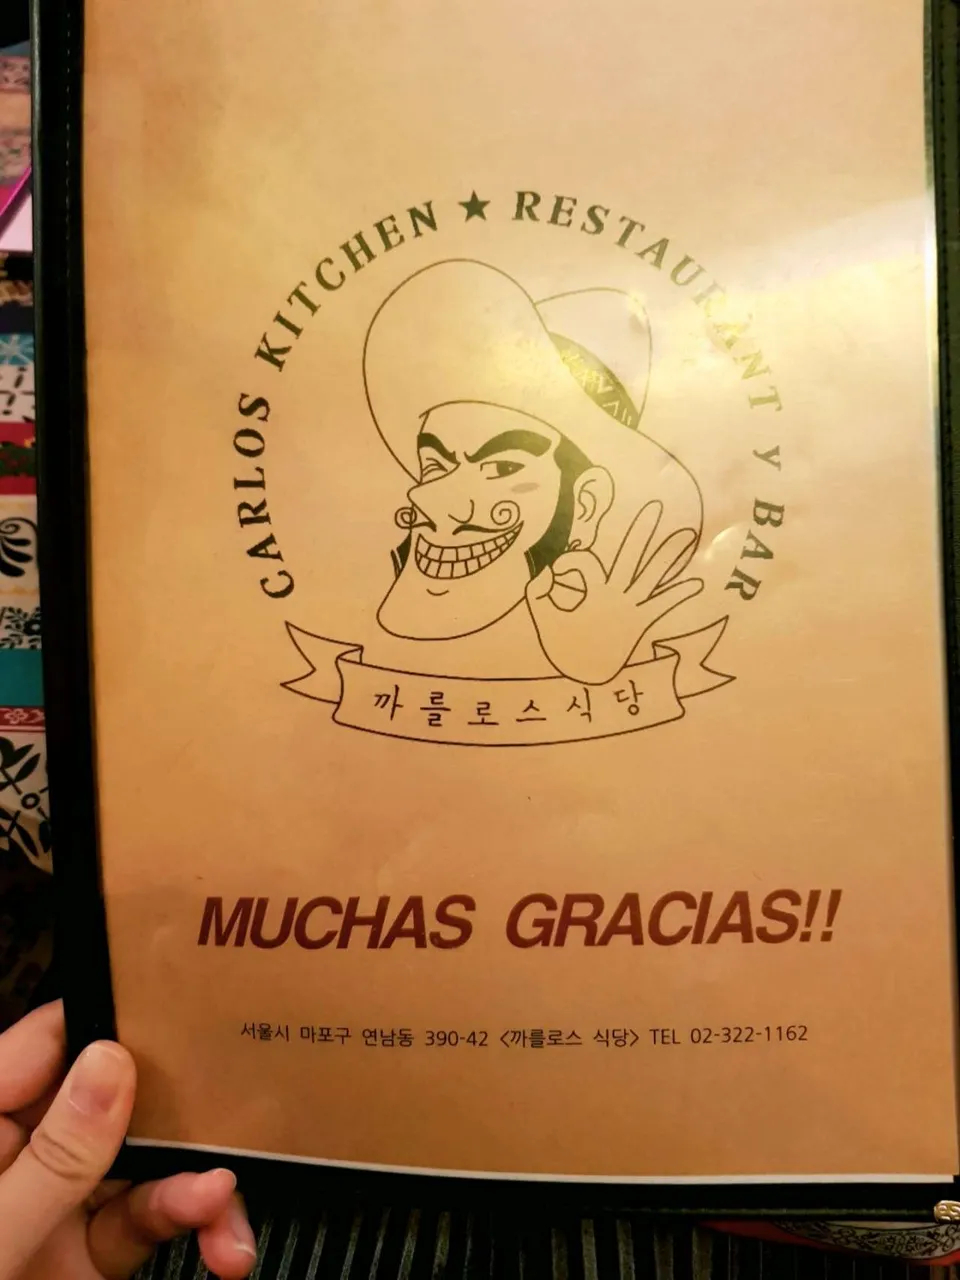 CARLOS KITCHEN ★ RESTAURANT y BAR
까를로스식당
MUCHAS GRACIAS!!
서울시 마포구 연남동 390-42 <까를로스 식당> TEL 02-322-1162